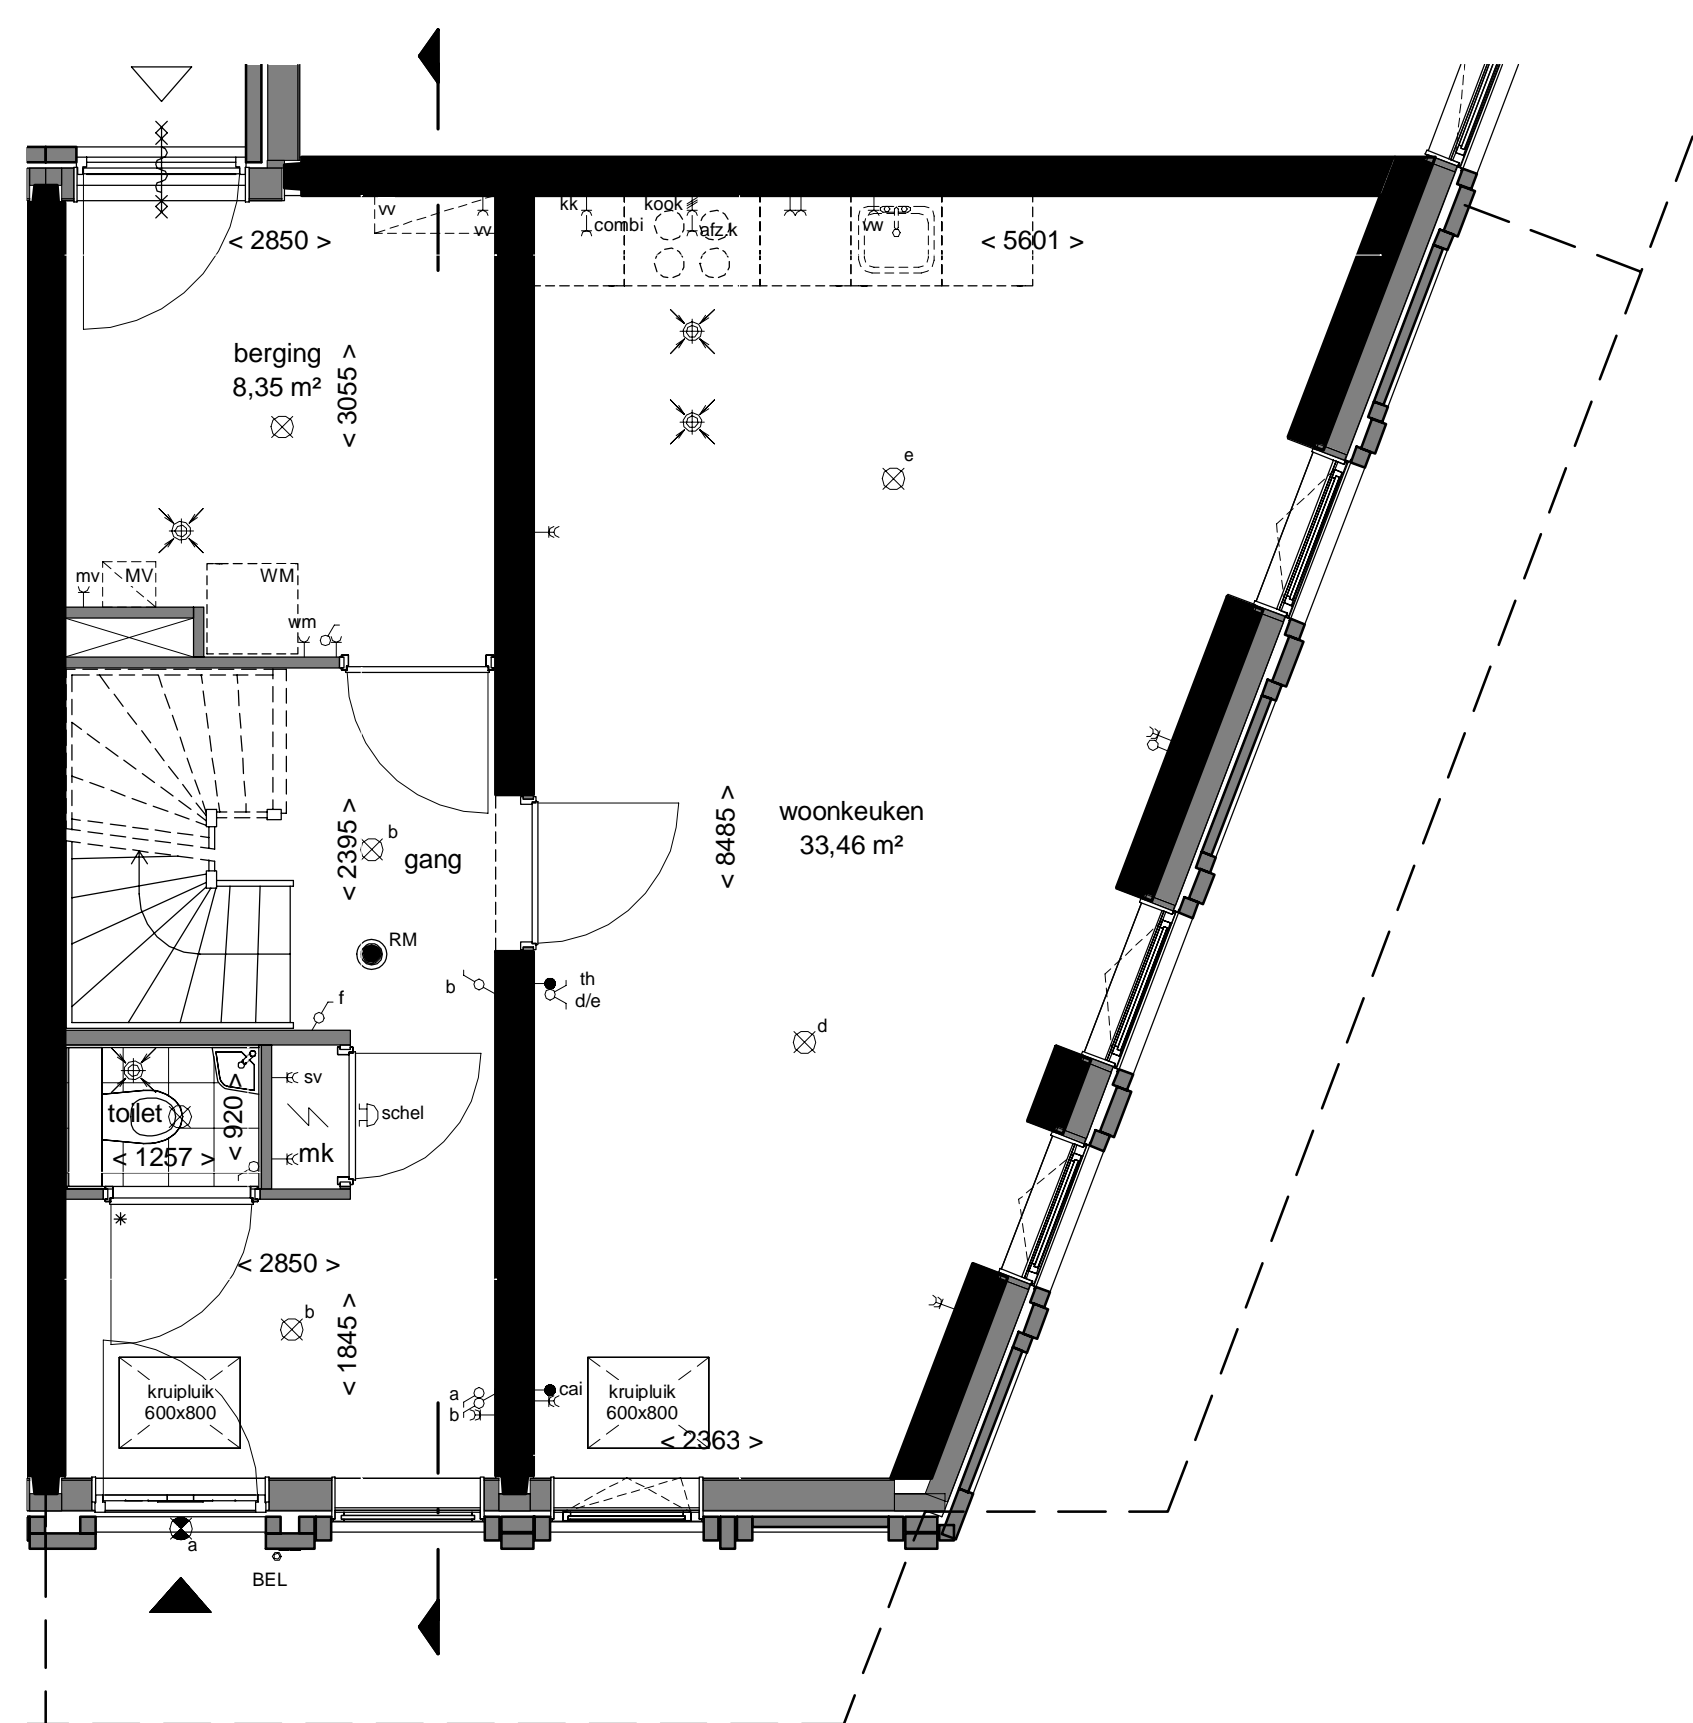 vv
vv
kk
combi
kook
afz.k
vw
< 2850 >
< 5601 >
berging
8,35 m²
< 3055 >
e
mv
MV
WM
wm
< 2395 >
b
gang
< 8485 >
woonkeuken
33,46 m²
RM
b
th
d/e
f
d
sv
toilet
< 920 >
schel
mk
< 1257 >
< 2850 >
b
< 1845 >
kruipluik
600x800
a
b
cai
kruipluik
600x800
< 2363 >
a
BEL